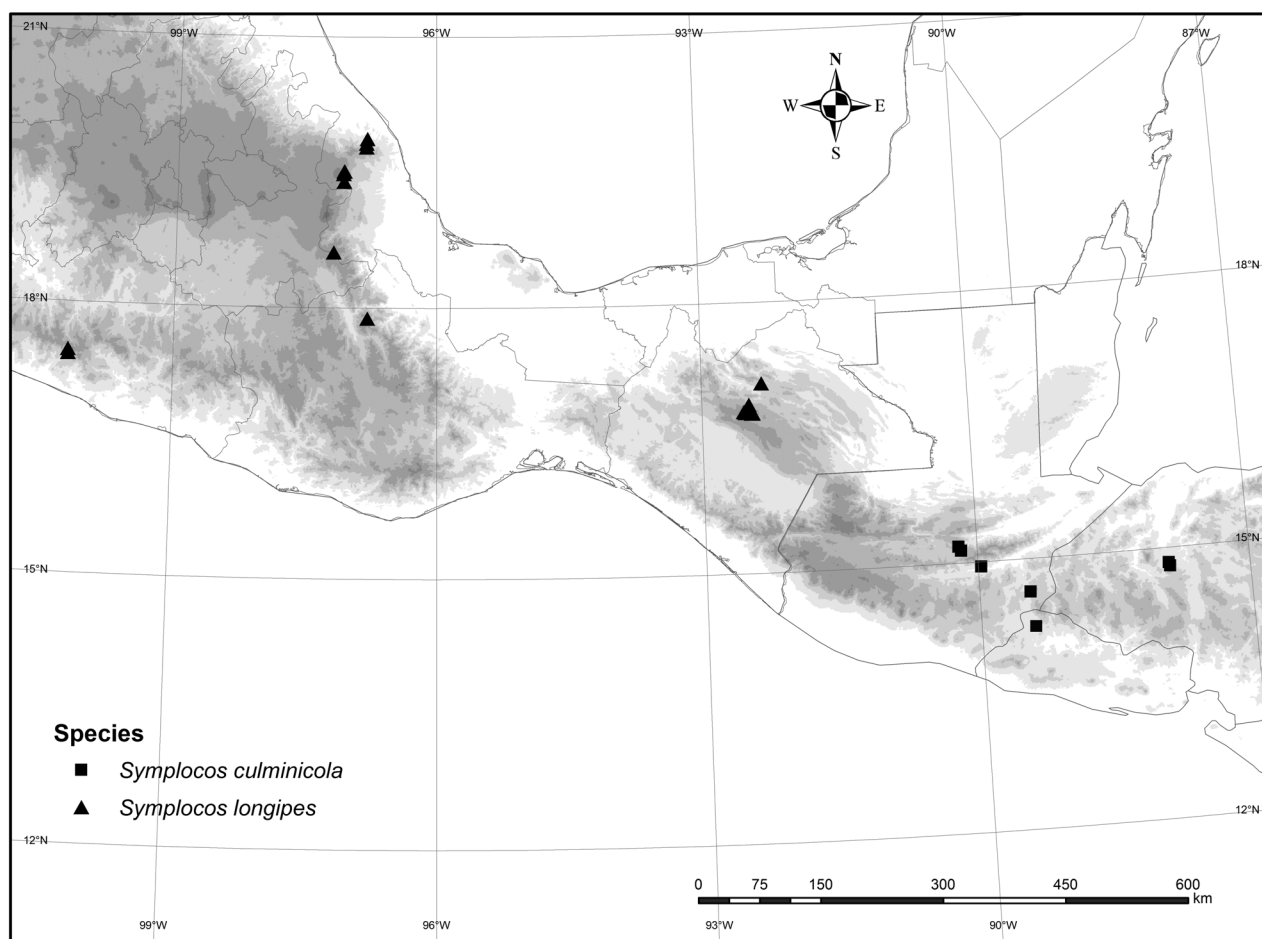 21°N 99°W 96°W 93°W 90°W 87°W
N
W E
S
18°N 18°N
15°N 15°N
Species
Symplocos culminicola
Symplocos longipes
12°N 12°N
0 75 150 300 450 600
km
99°W 96°W 93°W 90°W